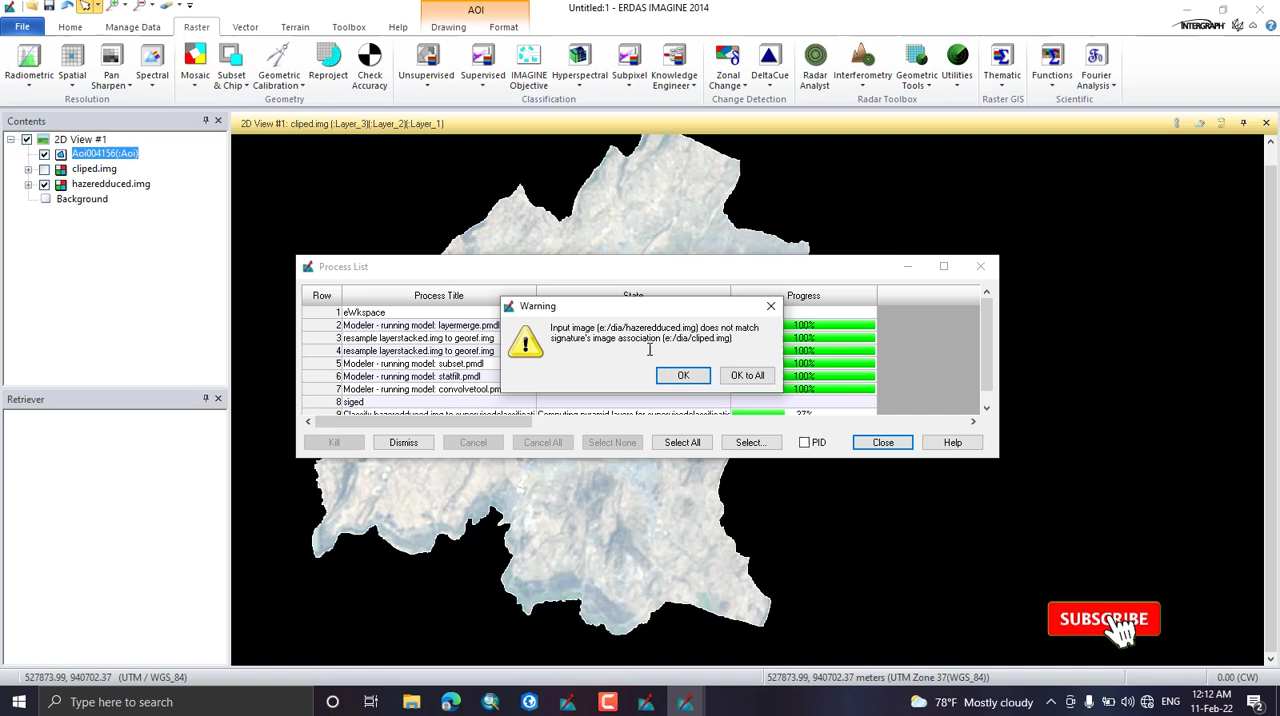 Untitled:1 - ERDAS IMAGINE 2014
AOI
File
Home
Manage Data
Raster
Vector
Terrain
Toolbox
Help
Drawing
Format
INTERGRAPH
Radiometric
Spatial
Pan Sharpen
Spectral
Mosaic
Subset & Chip
Geometric Calibration
Reproject
Check Accuracy
Unsupervised
Supervised
IMAGINE Objective
Hyperspectral
Subpixel
Knowledge Engineer
Zonal Change
DeltaCue
Radar Analyst
Interferometry
Geometric Tools
Utilities
Thematic
Functions
Fourier Analysis
Resolution
Geometry
Classification
Change Detection
Radar Toolbox
Raster GIS
Scientific
Contents
2D View #1
Aoi004156(:Aoi)
cliped.img
hazeredduced.img
Background
Retriever
2D View #1: cliped.img (:Layer_3)(:Layer_2)(:Layer_1)
Process List
Row
Process Title
State
Progress
1 eWkspace
2 Modeler - running model: layermerge.pmdl
100%
3 resample layerstacked.img to georef.img
100%
4 resample layerstacked.img to georef.img
100%
5 Modeler - running model: subset.pmdl
100%
6 Modeler - running model: statfilt.pmdl
100%
7 Modeler - running model: convolvetool.pmdl
100%
8 siged
Warning
Input image (e:/dia/hazeredduced.img) does not match
signature's image association (e:/dia/cliped.img)
OK
OK to All
Kill
Dismiss
Cancel
Cancel All
Select None
Select All
Select...
PID
Close
Help
SUBSCRIBE
527873.99, 940702.37 (UTM / WGS_84)
527873.99, 940702.37 meters (UTM Zone 37(WGS_84))
0.00 (CW)
Type here to search
78°F Mostly cloudy
ENG
12:12 AM
11-Feb-22
2